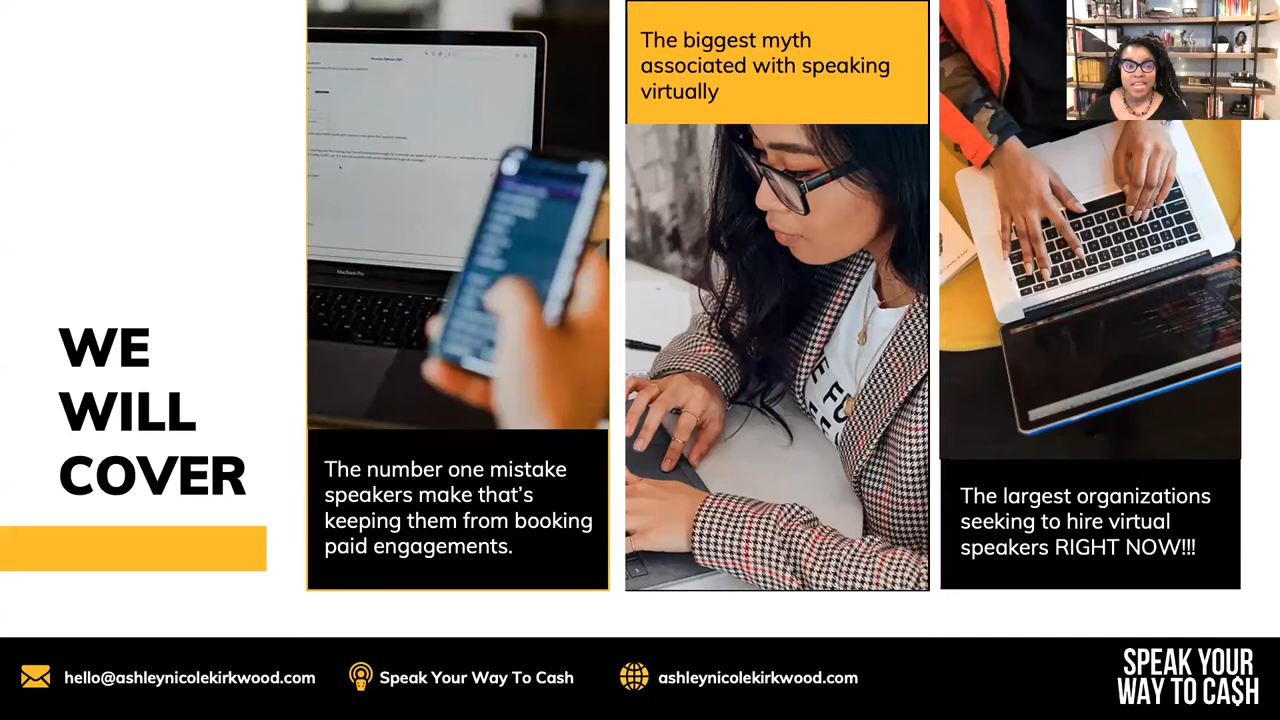 WE
WILL
COVER
The number one mistake
speakers make that's
keeping them from booking
paid engagements.
The biggest myth
associated with speaking
virtually
The largest organizations
seeking to hire virtual
speakers RIGHT NOW!!!
MacBook Pro
hello@ashleynicolekirkwood.com
Speak Your Way To Cash
ashleynicolekirkwood.com
SPEAK YOUR
WAY TO CA$H